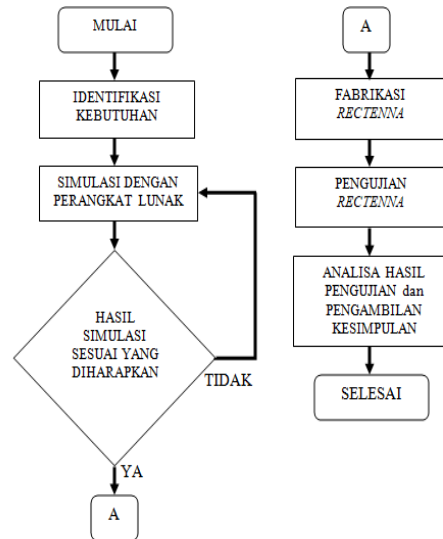 MULAI
IDENTIFIKASI
KEBUTUHAN
SIMULASI DENGAN
PERANGKAT LUNAK
HASIL
SIMULASI
SESUAI YANG
DIHARAPKAN
TIDAK
YA
A
A
FABRIKASI
RECTENNA
PENGUJIAN
RECTENNA
ANALISA HASIL
PENGUJIAN dan
PENGAMBILAN
KESIMPULAN
SELESAI